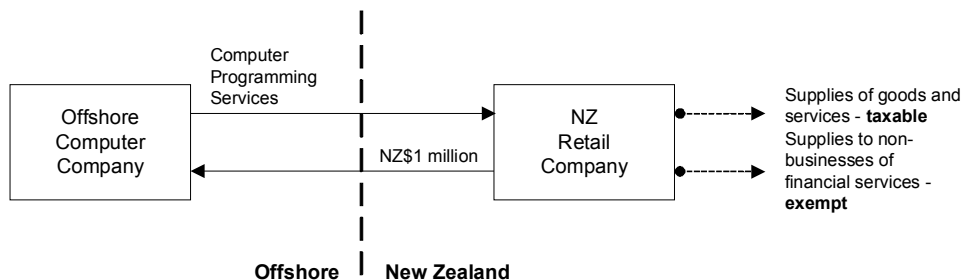 Computer
Programming
Services
Offshore
Computer
Company
NZ$1 million
NZ
Retail
Company
Supplies of goods and
services - taxable
Supplies to non-
businesses of
financial services -
exempt
Offshore
New Zealand